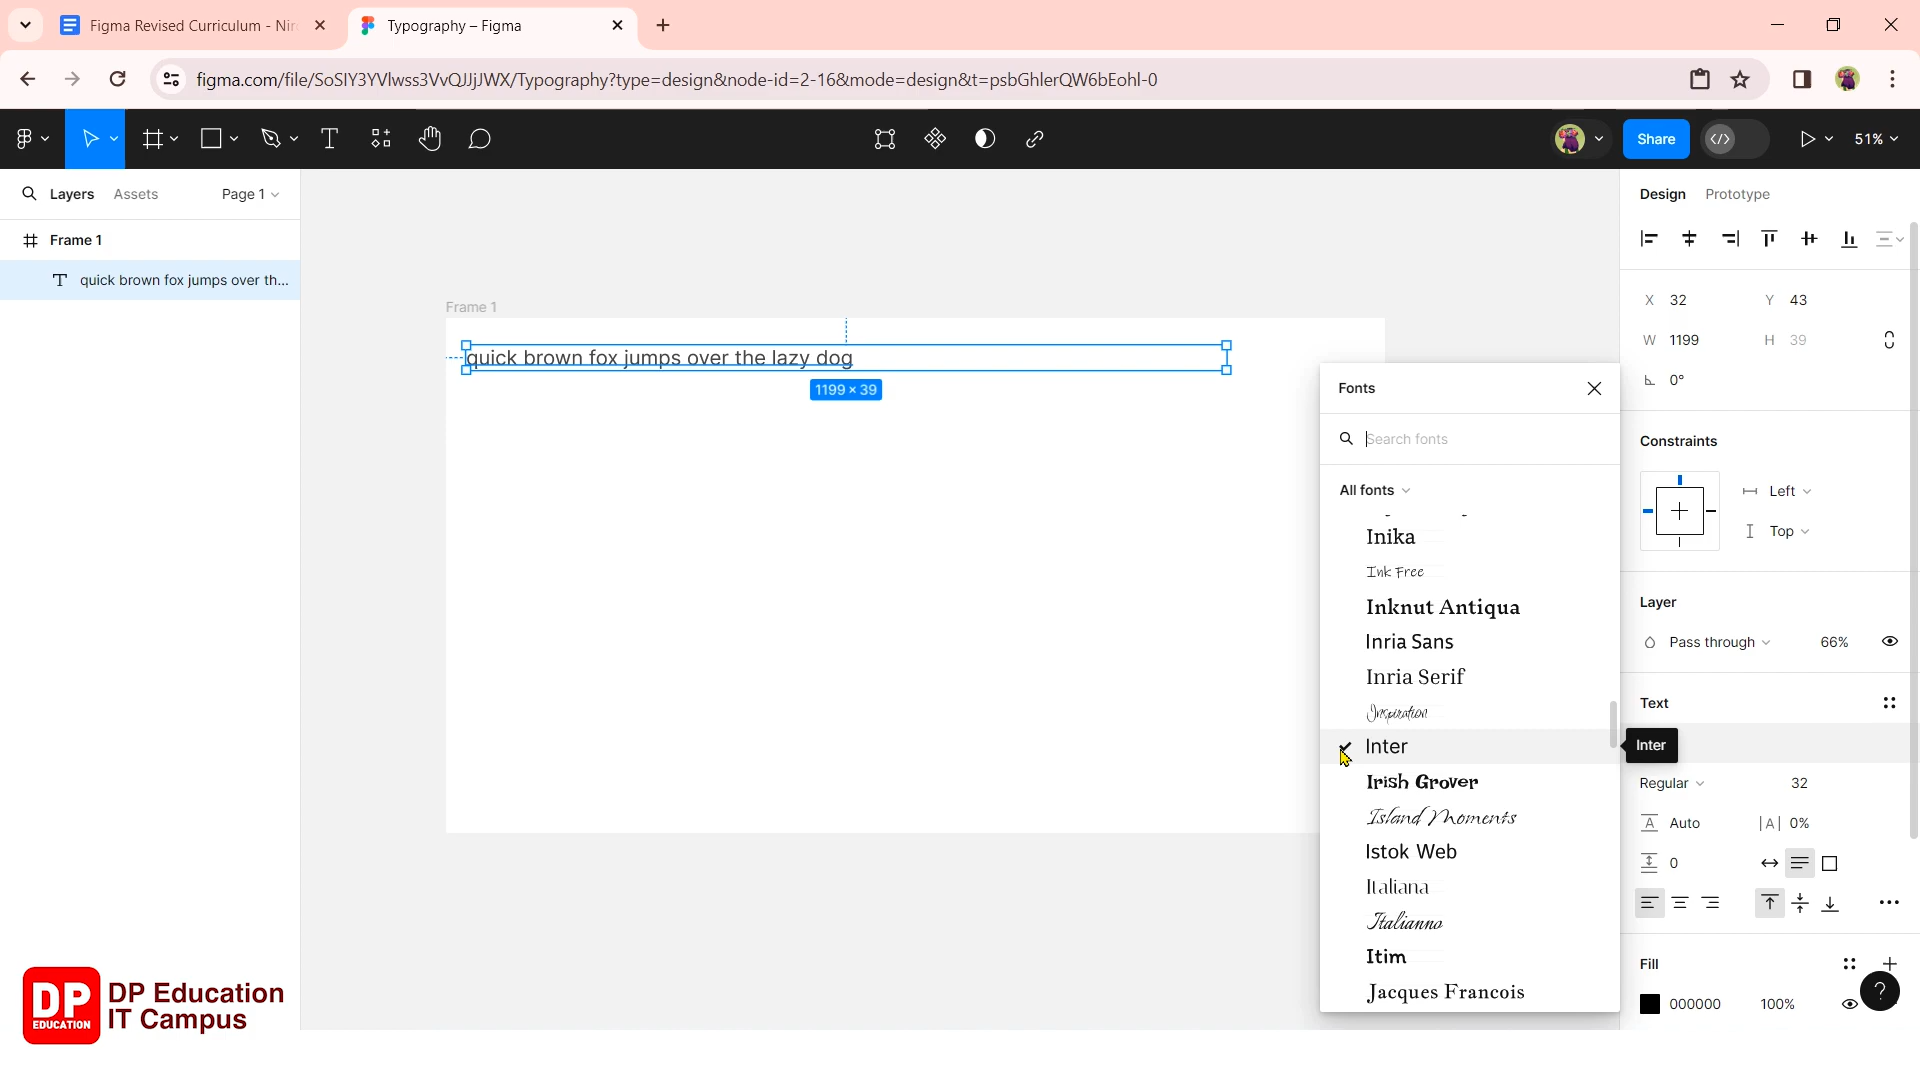 Figma Revised Curriculum - Nir
Typography – Figma
figma.com/file/SoSIY3YVlwss3VvQJJjJWX/Typography?type=design&node-id=2-16&mode=design&t=psbGhlerQW6bEohl-0
Share
51%
Layers
Assets
Page 1
Frame 1
quick brown fox jumps over th...
Frame 1
quick brown fox jumps over the lazy dog
1199 × 39
Fonts
Search fonts
All fonts
Inika
Ink Free
Inknut Antiqua
Inria Sans
Inria Serif
Inspiration
Inter
Irish Grover
Island Moments
Istok Web
Italiana
Italianno
Itim
Jacques Francois
Inter
Design
Prototype
X 32
Y 43
W 1199
H 39
0°
Constraints
Left
Top
Layer
Pass through
66%
Text
Regular
32
Auto
0%
0
Fill
000000
100%
?
DP
EDUCATION
DP Education
IT Campus